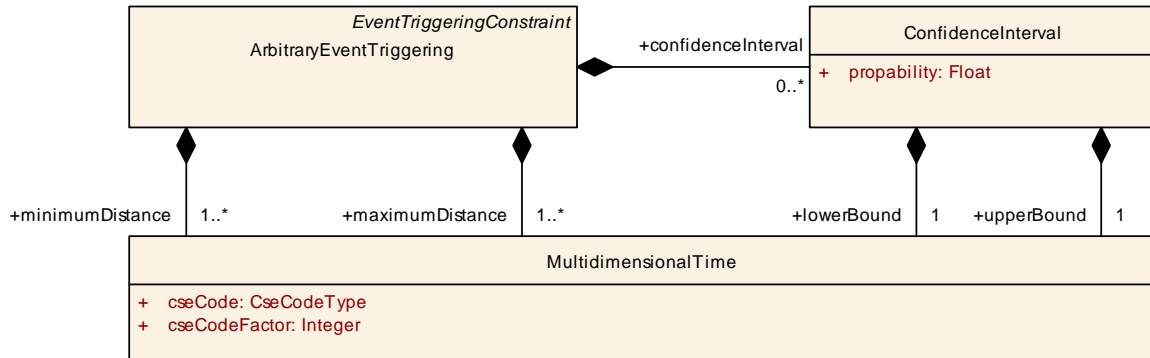 EventTriggeringConstraint
ArbitraryEventTriggering
+confidenceInterval
0..*
ConfidenceInterval
+ propability: Float
+minimumDistance
1..*
+maximumDistance
1..*
+lowerBound
1
+upperBound
1
MultidimensionalTime
+ cseCode: CseCodeType
+ cseCodeFactor: Integer